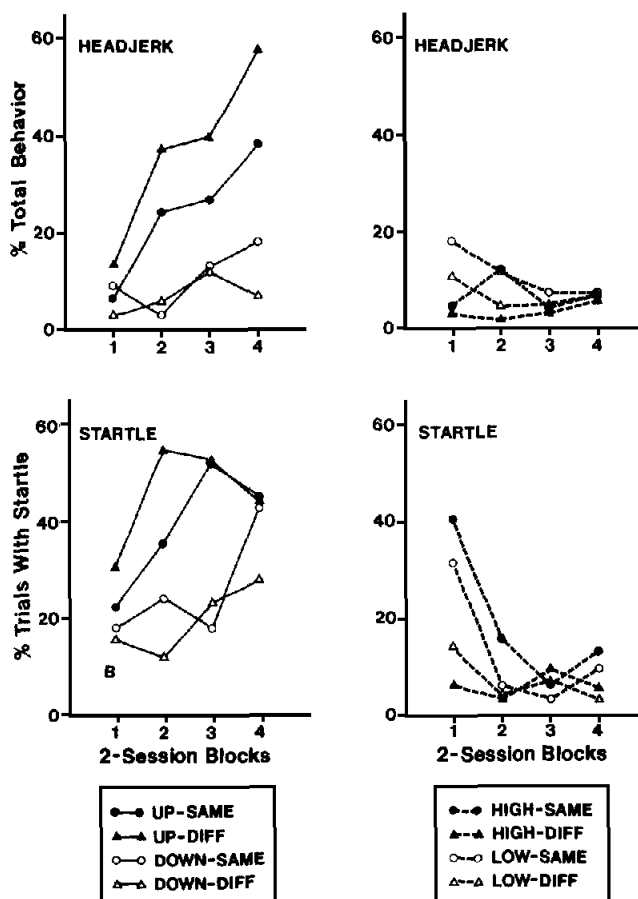 60
HEADJERK
40
20
0
% Total Behavior
1 2 3 4
60
HEADJERK
40
20
0
1 2 3 4
60
STARTLE
40
20
0
% Trials With Startle
B
1 2 3 4
2-Session Blocks
60
STARTLE
40
20
0
1 2 3 4
2-Session Blocks
UP-SAME
UP-DIFF
DOWN-SAME
DOWN-DIFF
HIGH-SAME
HIGH-DIFF
LOW-SAME
LOW-DIFF